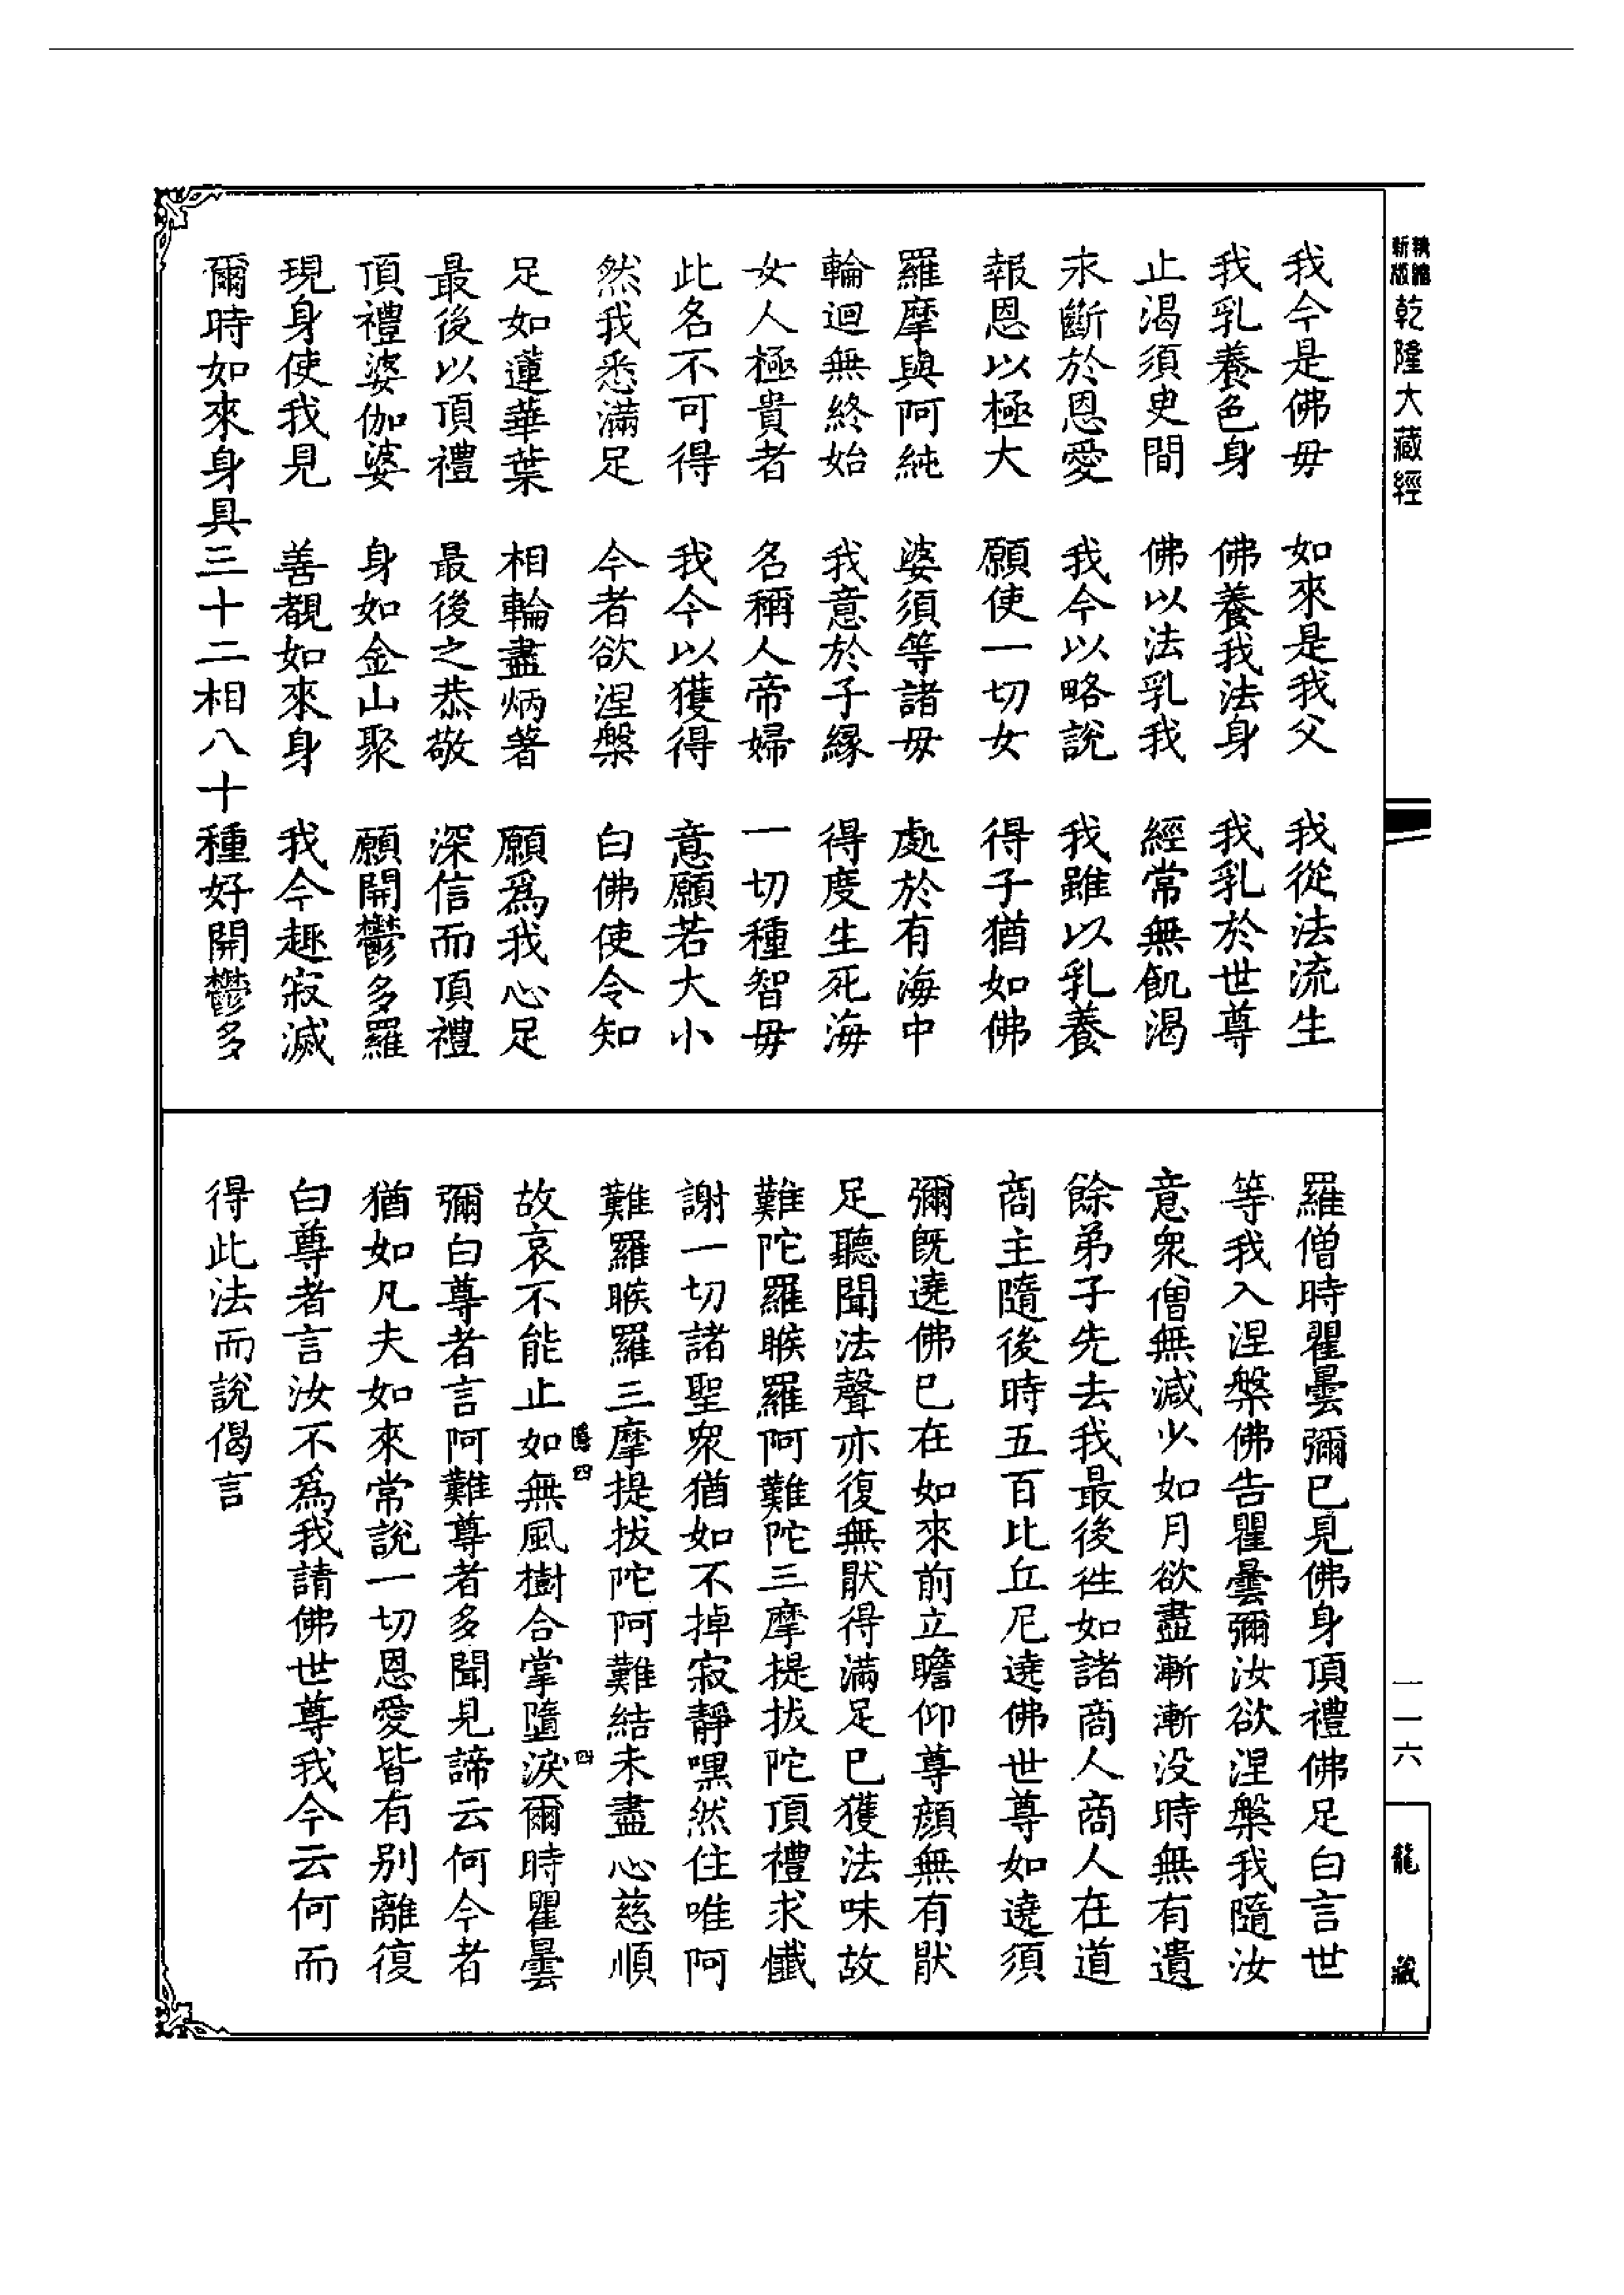 新版精縮乾隆大藏經
一一六
龍藏
我今是佛毋　如來是我父　我從法流生
我乳養色身　佛養我法身　我乳於世尊
止渴須臾間　佛以法乳我　經常無飢渴
永斷於恩愛　我今以略說　我雖以乳養
報恩以極大　願使一切女　得子猶如佛
羅摩與阿純　婆須等諸毋　處於有海中
輪迴無終始　我意於子緣　得度生死海
女人極貴者　名稱人帝婦　一切種智毋
此名不可得　我今以獲得　意願若大小
然我悉滿足　今者欲涅槃　白佛使令知
足如蓮華葉　相輪盡炳著　願爲我心足
最後以頂禮　最後之恭敬　深信而頂禮
頂禮婆伽婆　身如金山聚　願開鬱多羅
現身使我見　善覩如來身　我今趣寂滅
爾時如來身具三十二相八十種好開鬱多
羅僧時瞿曇彌已見佛身頂禮佛足白言世
等我入涅槃佛告瞿曇彌汝欲涅槃我隨汝
意衆僧無減少如月欲盡漸漸没時無有遺
餘弟子先去我最後徃如諸商人商人在道
商主隨後時五百比丘尼遶佛世尊如遶須
彌旣遶佛已在如來前立瞻仰尊顏無有猒
足聽聞法聲亦復無猒得滿足已獲法味故
難陀羅睺羅阿難陀三摩提拔陀頂禮求懺
謝一切諸聖衆猶如不掉寂靜嘿然住唯阿
難羅睺羅三摩提拔陀阿難結未盡心慈順
故哀不能止如無風樹合掌墮淚爾時瞿曇
四
四
彌白尊者言阿難尊者多聞見諦云何今者
猶如凡夫如來常說一切恩愛皆有别離復
白尊者言汝不爲我請佛世尊我今云何而
得此法而說偈言